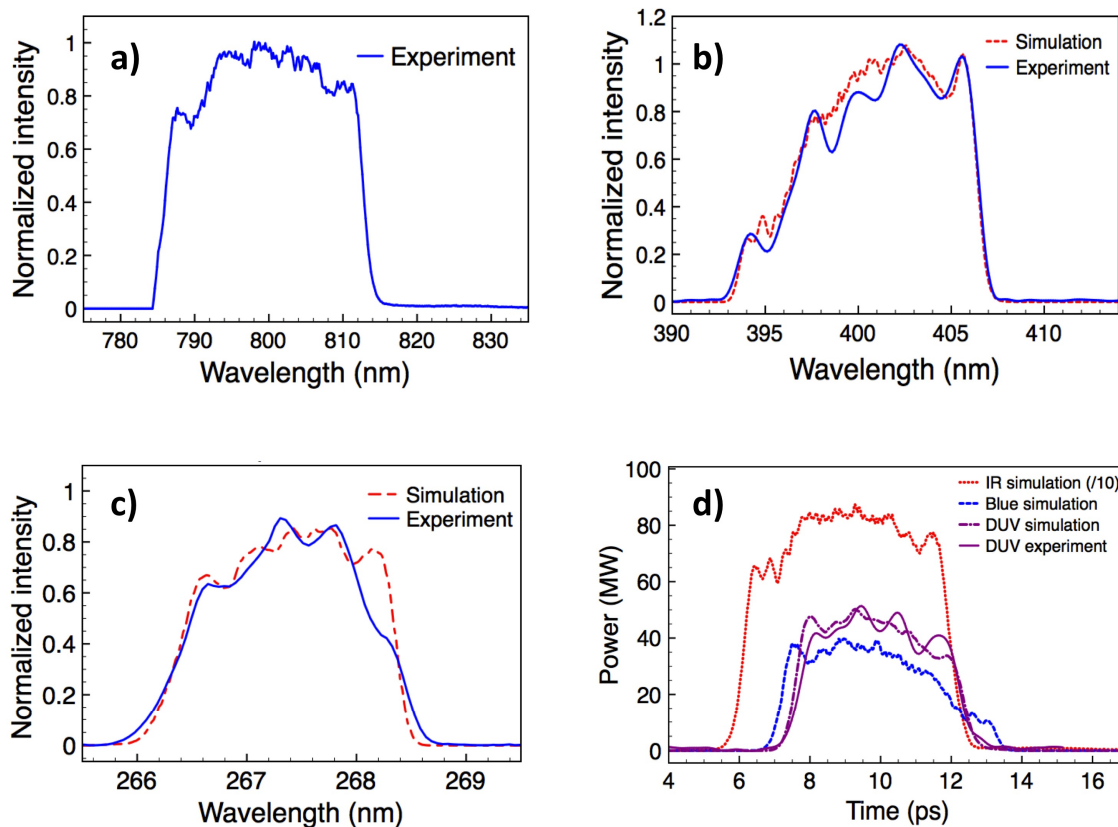 a)
Experiment
Normalized intensity
1
0.8
0.6
0.4
0.2
0
780 790 800 810 820 830
Wavelength (nm)
b)
Simulation
Experiment
Normalized intensity
1.2
1.0
0.8
0.6
0.4
0.2
0
390 395 400 405 410
Wavelength (nm)
c)
Simulation
Experiment
Normalized intensity
1
0.8
0.6
0.4
0.2
0
266 267 268 269
Wavelength (nm)
d)
IR simulation (/10)
Blue simulation
DUV simulation
DUV experiment
Power (MW)
100
80
60
40
20
0
4 6 8 10 12 14 16
Time (ps)